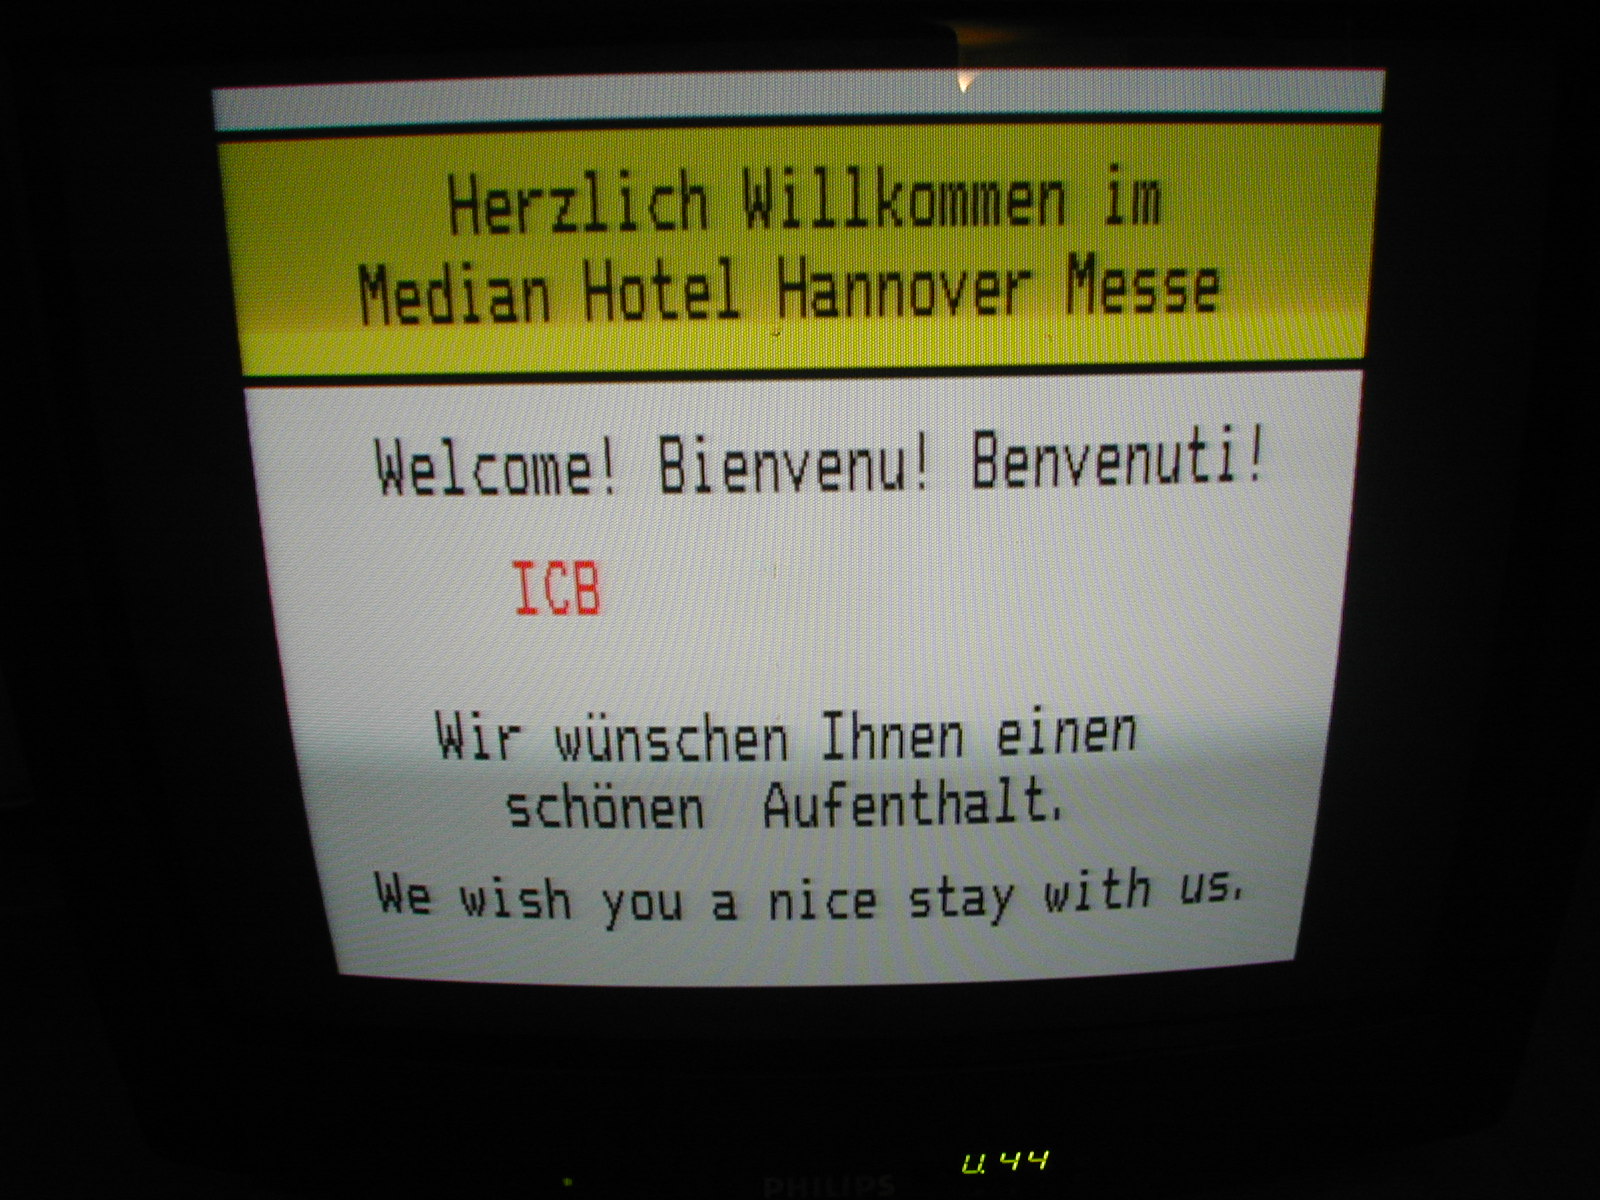 Herzlich Willkommen im
Median Hotel Hannover Messe
Welcome! Bienvenu! Benvenuti!
ICB
Wir wünschen Ihnen einen
schönen Aufenthalt.
We wish you a nice stay with us.
PHILIPS